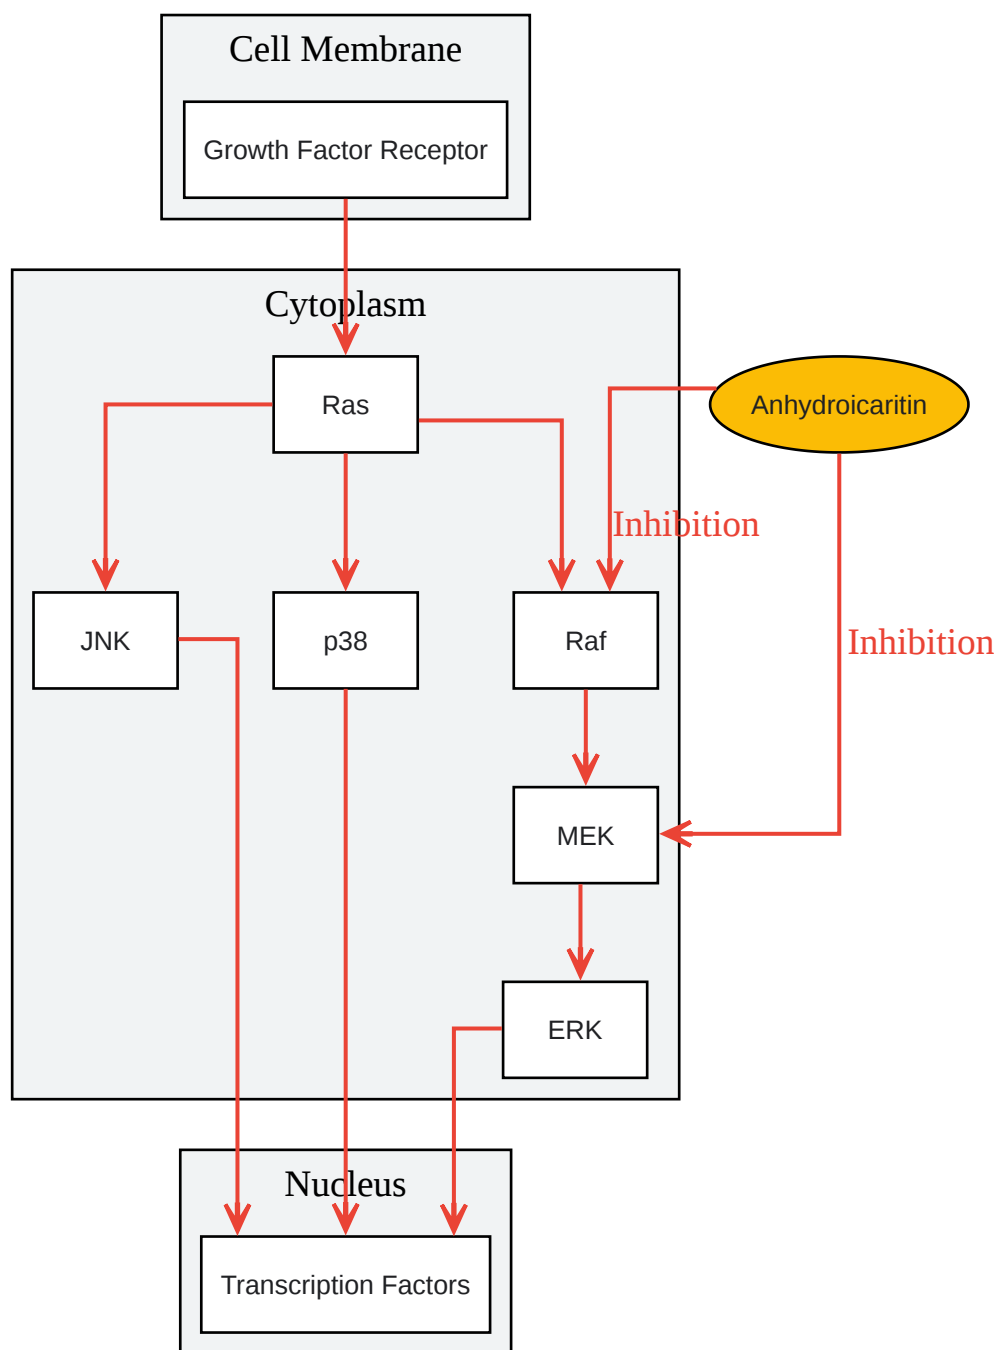 Cell Membrane
Growth Factor Receptor
Cytoplasm
Ras
Anhydroicaritin
Inhibition
JNK
p38
Raf
Inhibition
MEK
ERK
Nucleus
Transcription Factors